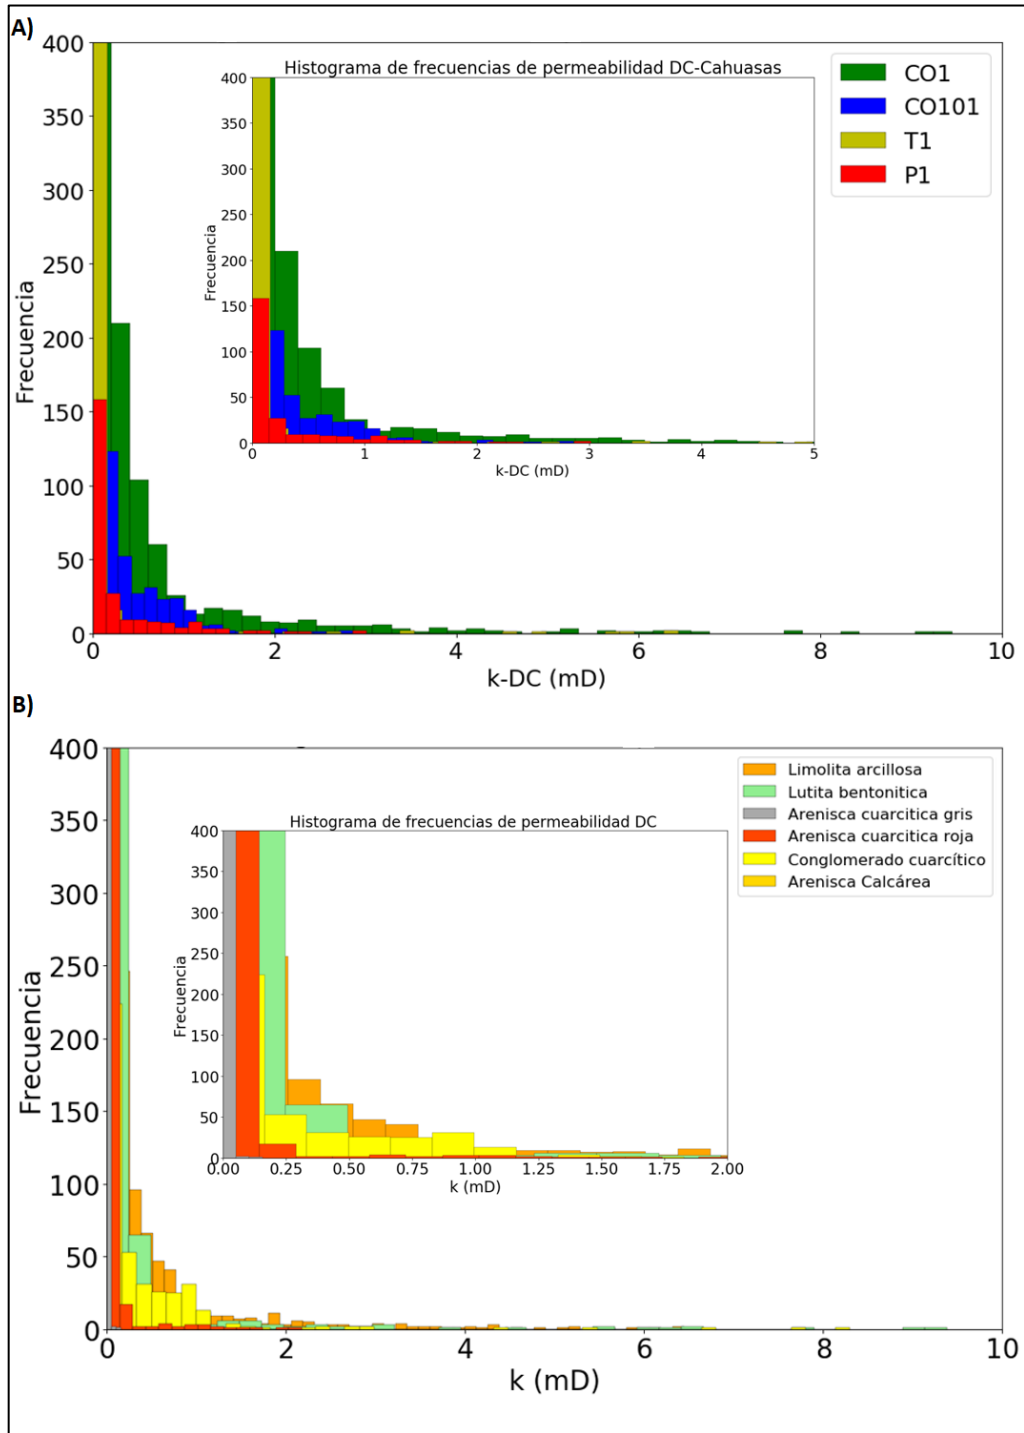 A)
Histograma de frecuencias de permeabilidad DC-Cahuasas
CO1
CO101
T1
P1
Frecuencia
400
350
300
250
200
150
100
50
0
Frecuencia
400
350
300
250
200
150
100
50
0
0 1 2 3 4 5
k-DC (mD)
0 2 4 6 8 10
k-DC (mD)
B)
Limolita arcillosa
Lutita bentonitica
Arenisca cuarcitica gris
Arenisca cuarcitica roja
Conglomerado cuarcítico
Arenisca Calcárea
Histograma de frecuencias de permeabilidad DC
Frecuencia
400
350
300
250
200
150
100
50
0
Frecuencia
400
350
300
250
200
150
100
50
0
0.00 0.25 0.50 0.75 1.00 1.25 1.50 1.75 2.00
k (mD)
0 2 4 6 8 10
k (mD)